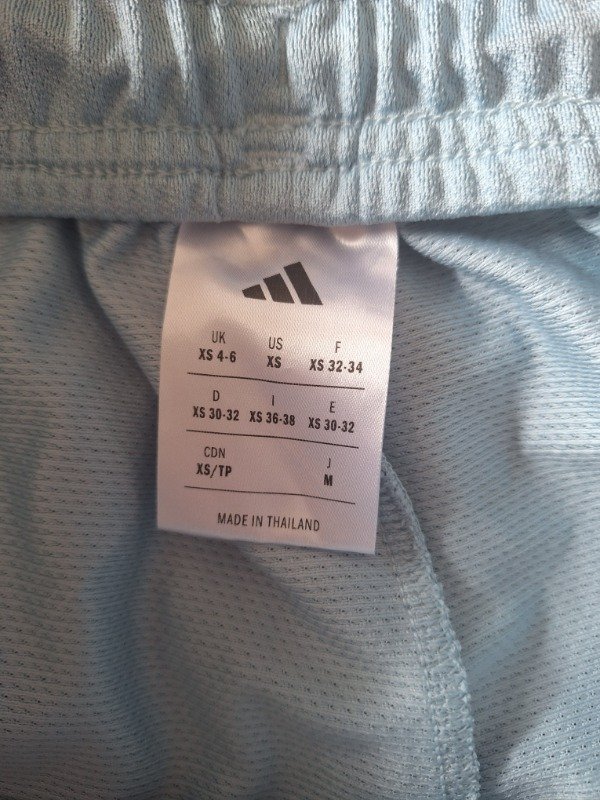 UK US F
XS 4-6 XS XS 32-34
D I E
XS 30-32 XS 36-38 XS 30-32
CDN J
XS/TP M
MADE IN THAILAND